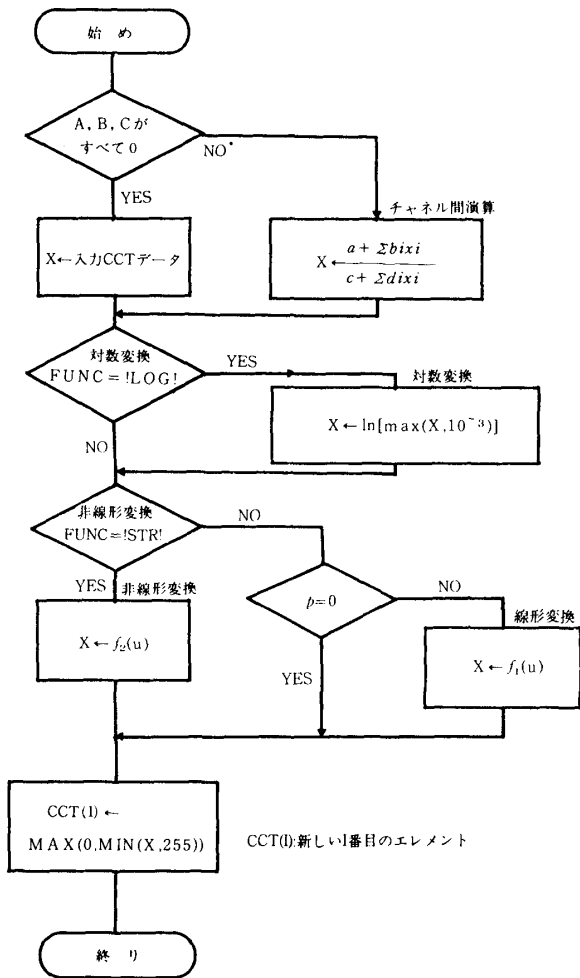 始め
A, B, Cが
すべて0
NO
YES
チャネル間演算
X←入力CCTデータ
X← a + Σbixi
c + Σdixi
対数変換
FUNC=!LOG!
YES
対数変換
X←ln[max(X,10⁻³)]
NO
非線形変換
FUNC=!STR!
NO
YES
非線形変換
p=0
NO
線形変換
X←f₂(u)
X←f₁(u)
YES
CCT(I)←
MAX(0,MIN(X,255))
CCT(I):新しいI番目のエレメント
終り